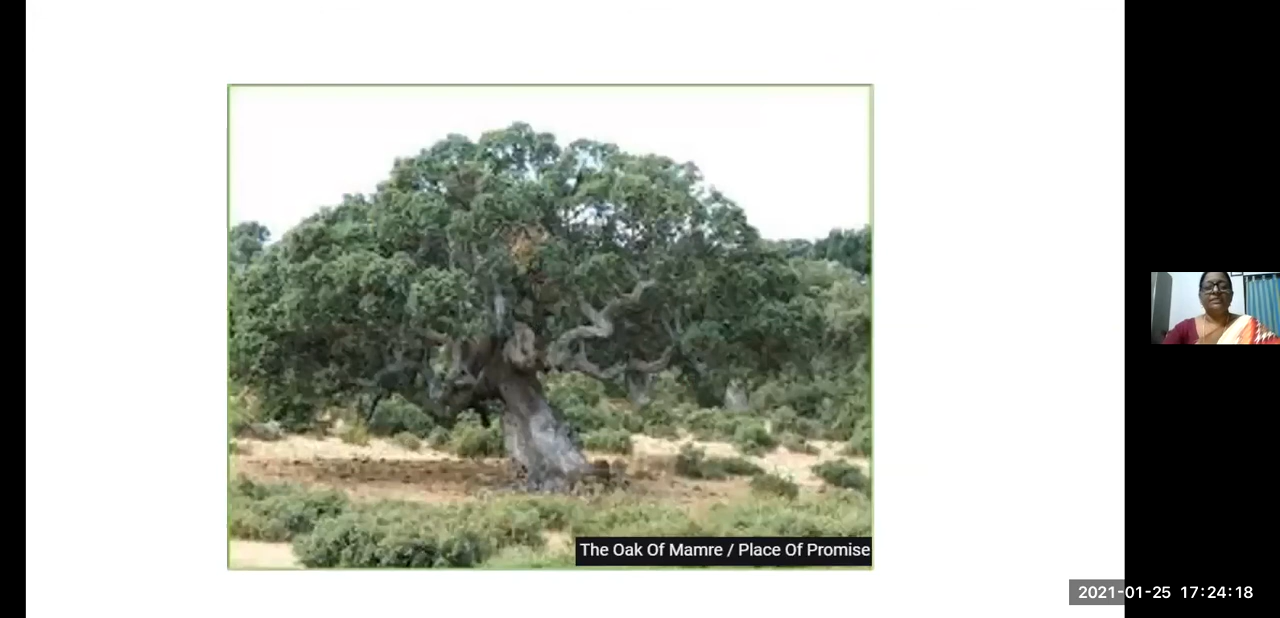 The Oak Of Mamre / Place Of Promise
2021-01-25 17:24:18